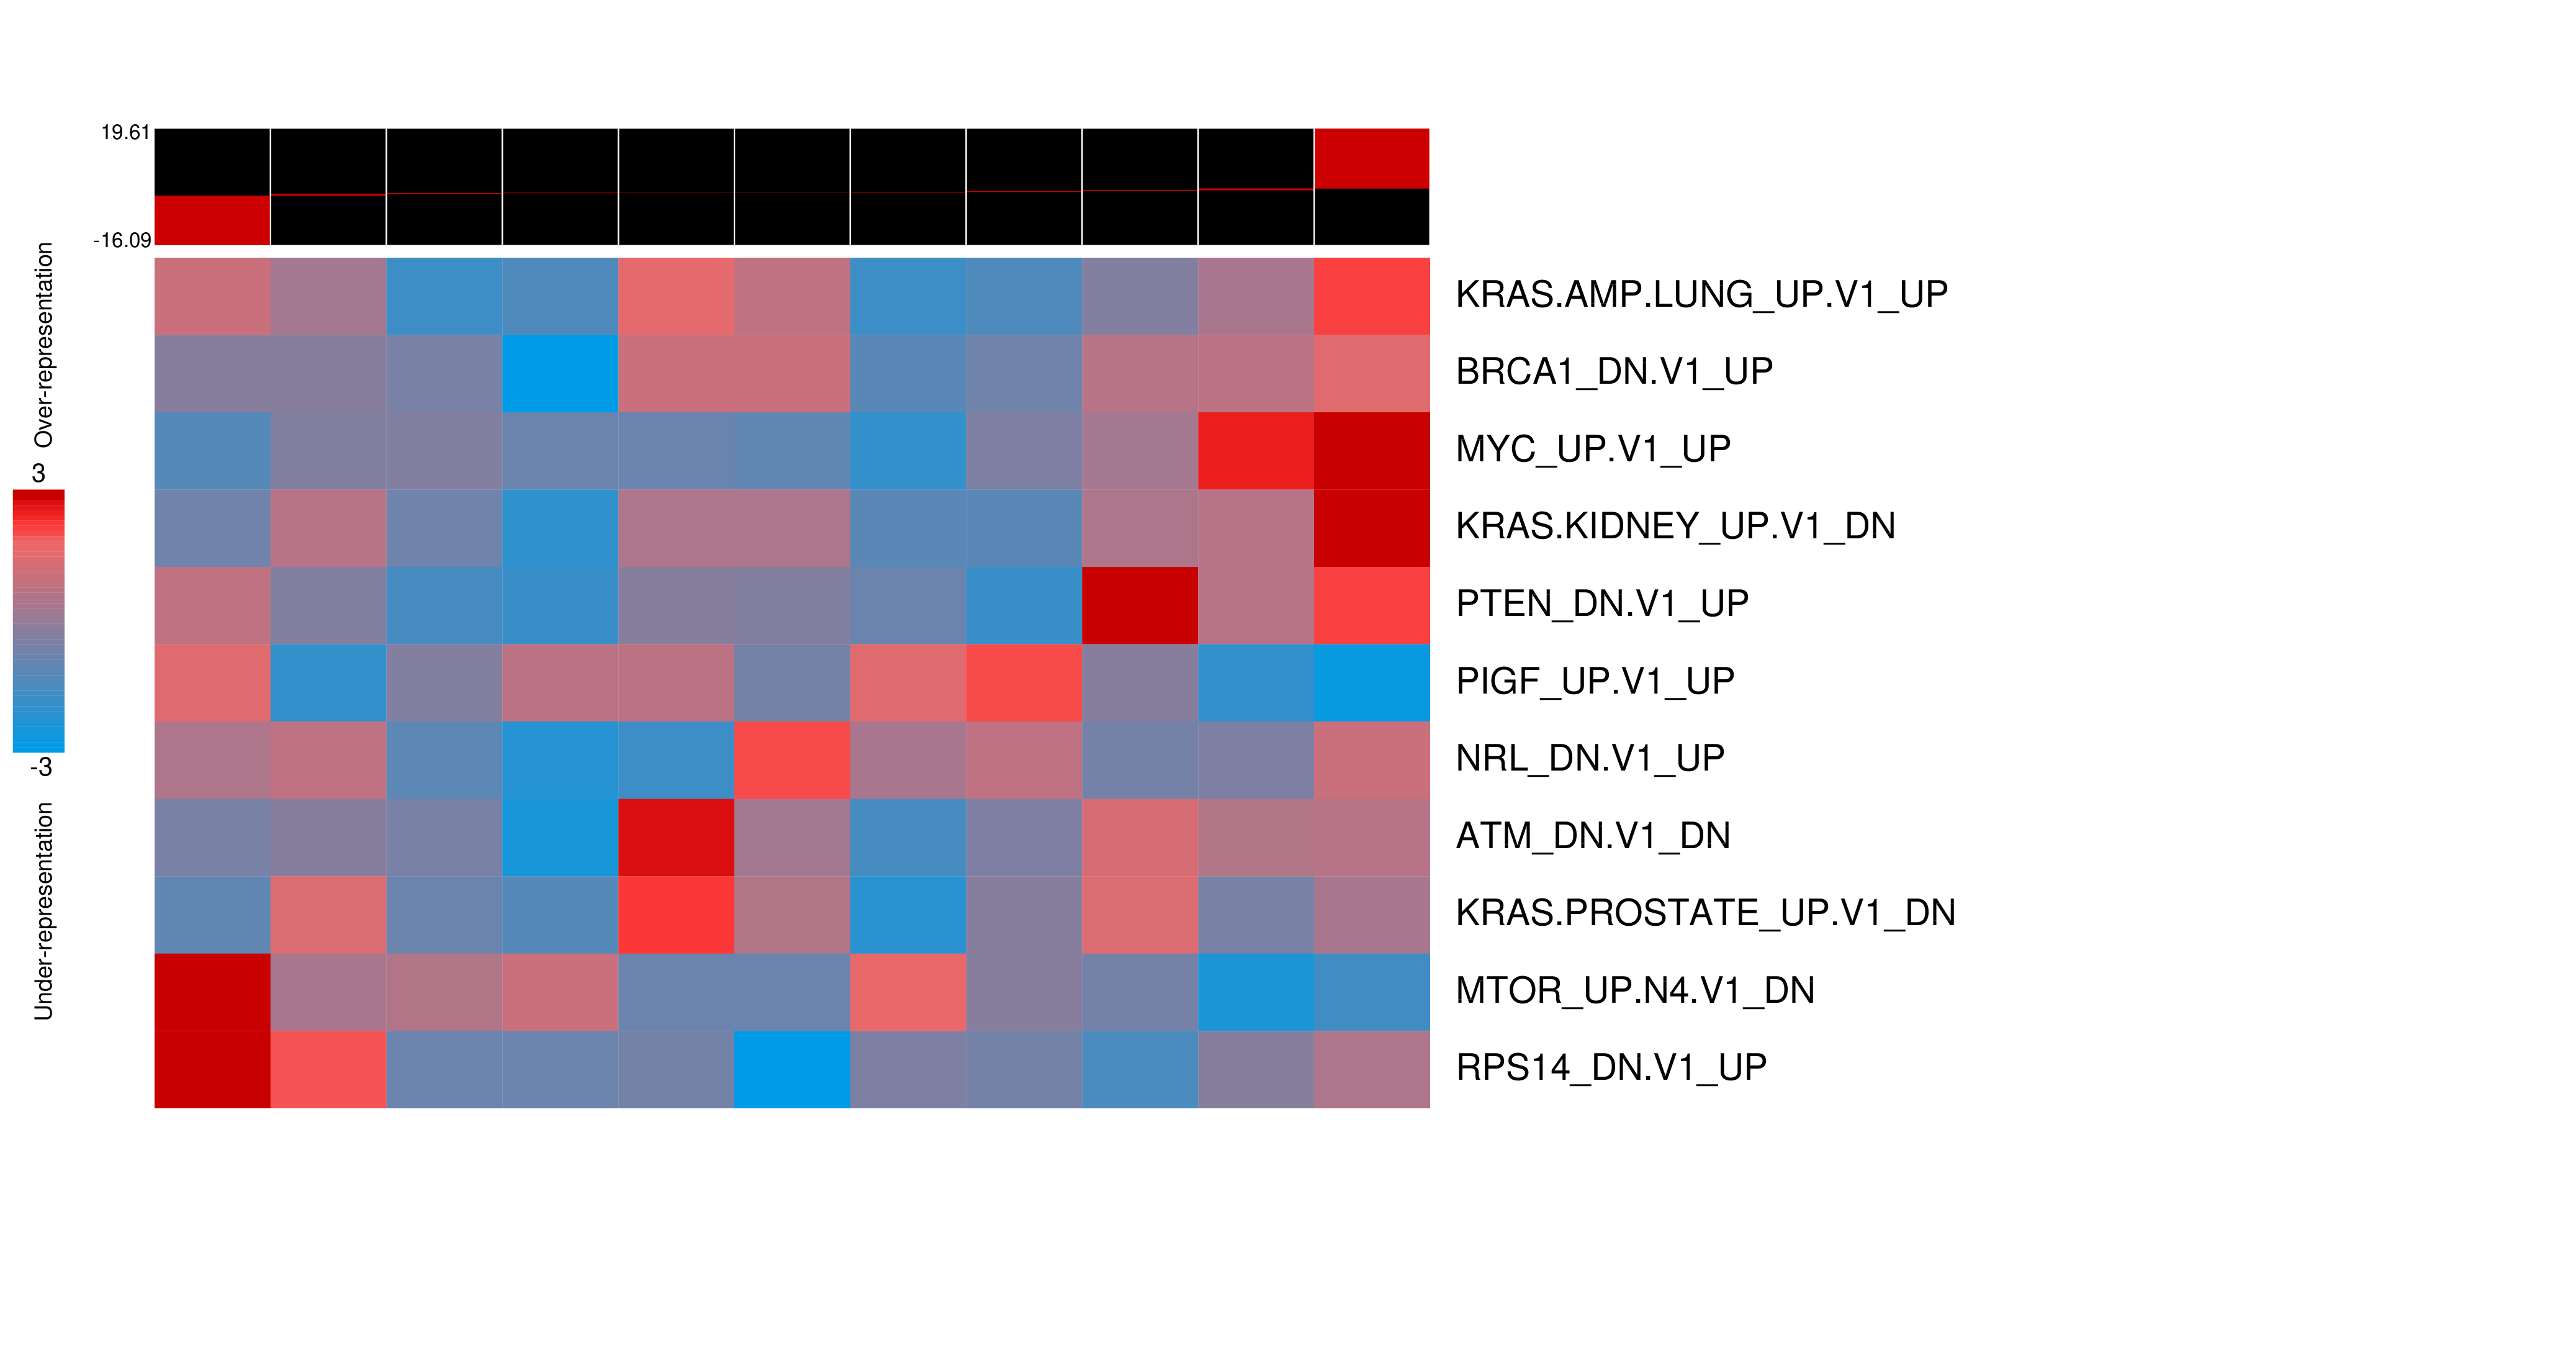 19.61
-16.09
Over-representation
3
-3
Under-representation
KRAS.AMP.LUNG_UP.V1_UP
BRCA1_DN.V1_UP
MYC_UP.V1_UP
KRAS.KIDNEY_UP.V1_DN
PTEN_DN.V1_UP
PIGF_UP.V1_UP
NRL_DN.V1_UP
ATM_DN.V1_DN
KRAS.PROSTATE_UP.V1_DN
MTOR_UP.N4.V1_DN
RPS14_DN.V1_UP